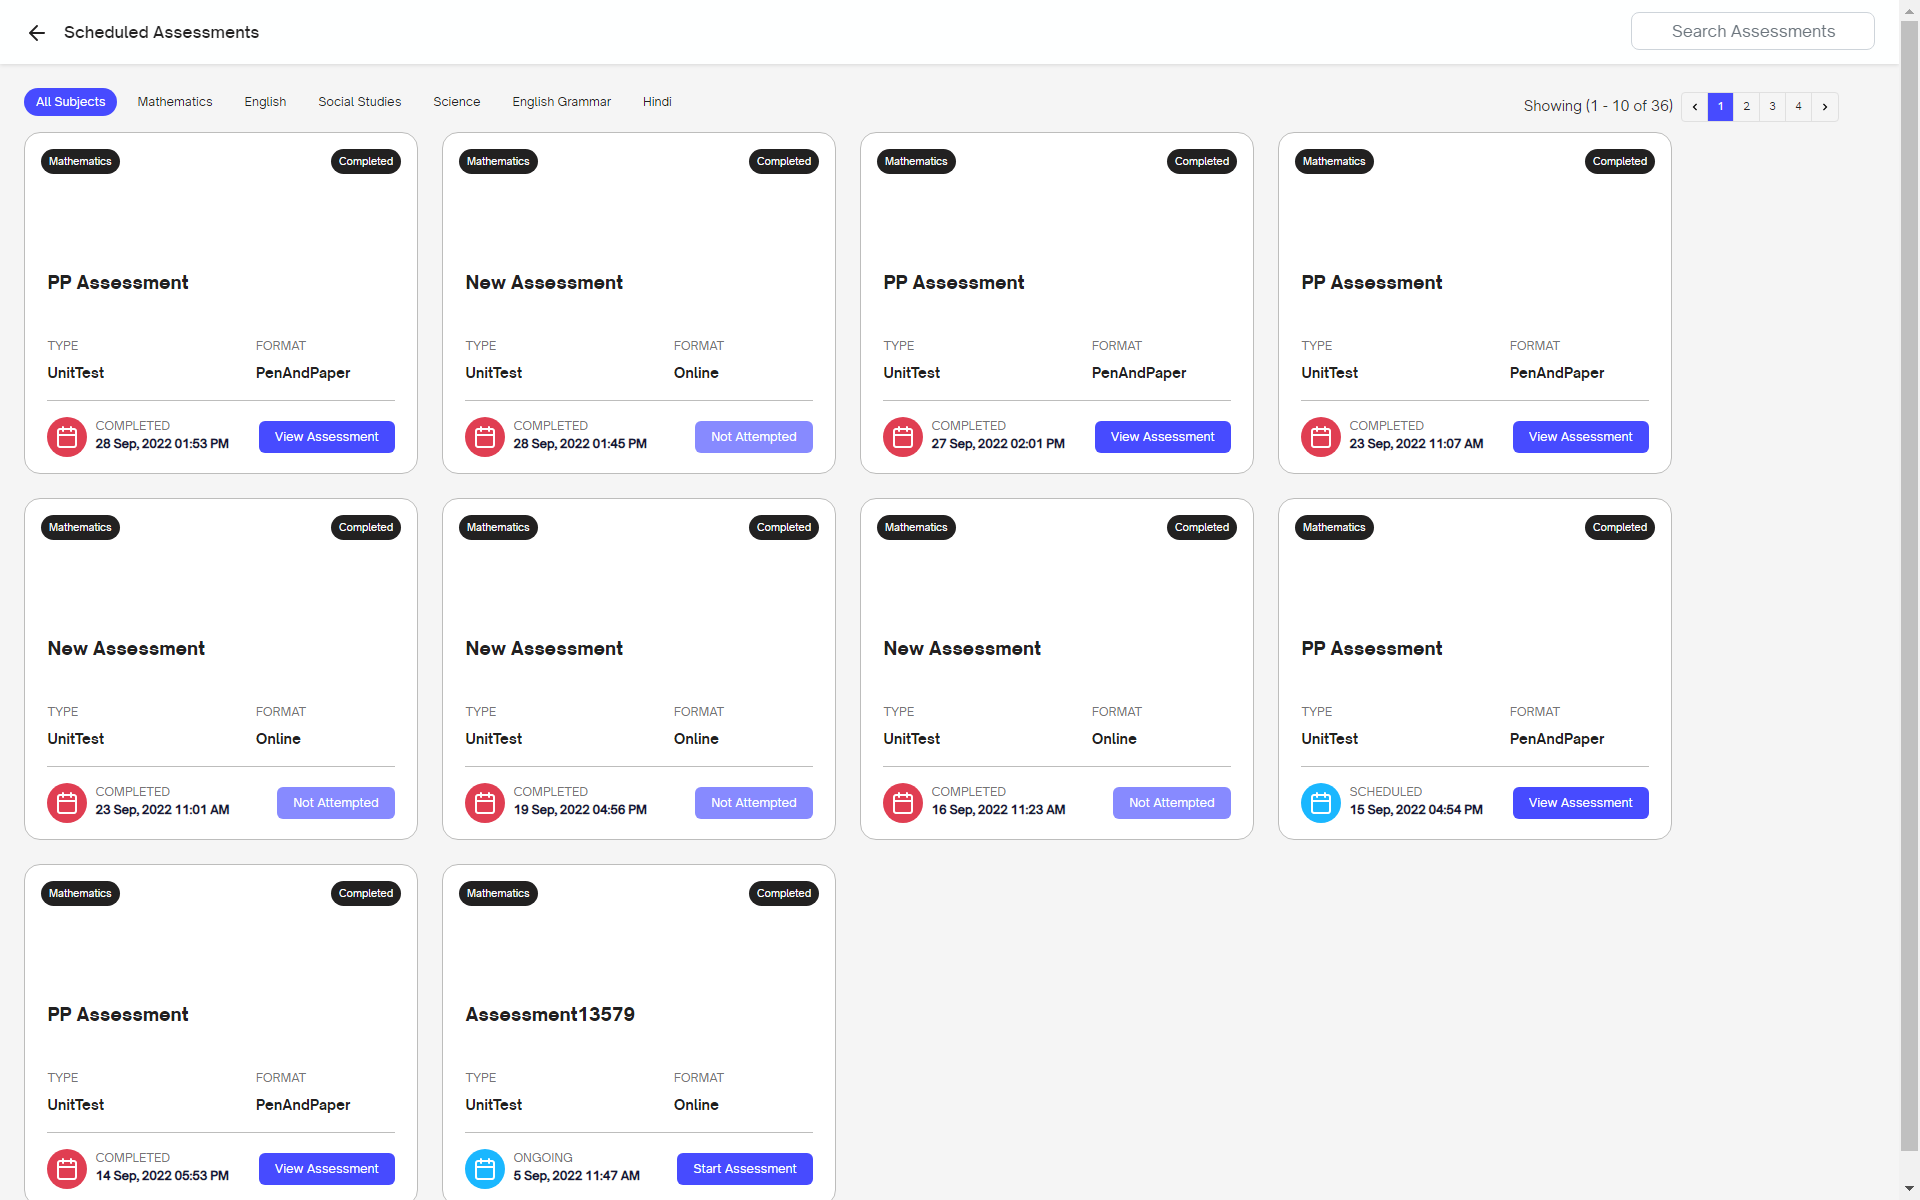 Scheduled Assessments
Search Assessments
All Subjects Mathematics English Social Studies Science English Grammar Hindi
Showing (1 - 10 of 36) 1 2 3 4
Mathematics Completed
PP Assessment
TYPE FORMAT
UnitTest PenAndPaper
COMPLETED
28 Sep, 2022 01:53 PM
View Assessment
Mathematics Completed
New Assessment
TYPE FORMAT
UnitTest Online
COMPLETED
28 Sep, 2022 01:45 PM
Not Attempted
Mathematics Completed
PP Assessment
TYPE FORMAT
UnitTest PenAndPaper
COMPLETED
27 Sep, 2022 02:01 PM
View Assessment
Mathematics Completed
PP Assessment
TYPE FORMAT
UnitTest PenAndPaper
COMPLETED
23 Sep, 2022 11:07 AM
View Assessment
Mathematics Completed
New Assessment
TYPE FORMAT
UnitTest Online
COMPLETED
23 Sep, 2022 11:01 AM
Not Attempted
Mathematics Completed
New Assessment
TYPE FORMAT
UnitTest Online
COMPLETED
19 Sep, 2022 04:56 PM
Not Attempted
Mathematics Completed
New Assessment
TYPE FORMAT
UnitTest Online
COMPLETED
16 Sep, 2022 11:23 AM
Not Attempted
Mathematics Completed
PP Assessment
TYPE FORMAT
UnitTest PenAndPaper
SCHEDULED
15 Sep, 2022 04:54 PM
View Assessment
Mathematics Completed
PP Assessment
TYPE FORMAT
UnitTest PenAndPaper
COMPLETED
14 Sep, 2022 05:53 PM
View Assessment
Mathematics Completed
Assessment13579
TYPE FORMAT
UnitTest Online
ONGOING
5 Sep, 2022 11:47 AM
Start Assessment